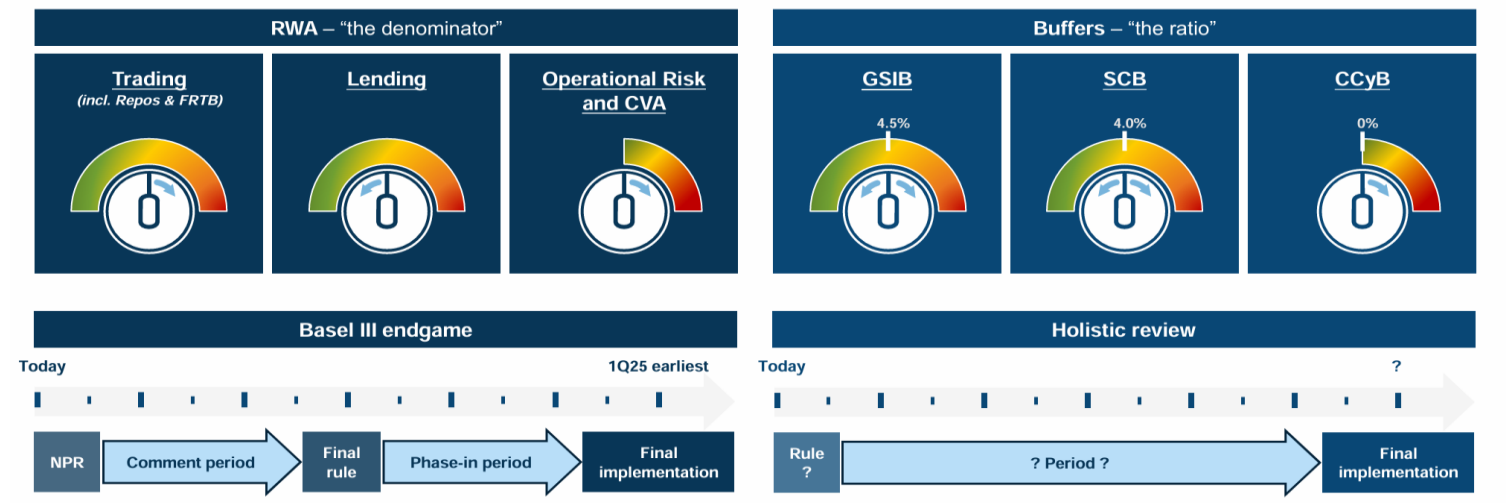 RWA – “the denominator”
Trading
(incl. Repos & FRTB)
Lending
Operational Risk
and CVA
Buffers – “the ratio”
GSIB
4.5%
SCB
4.0%
CCyB
0%
Basel III endgame
Today
1Q25 earliest
NPR
Comment period
Final
rule
Phase-in period
Final
implementation
Holistic review
Today
?
Rule
?
? Period ?
Final
implementation